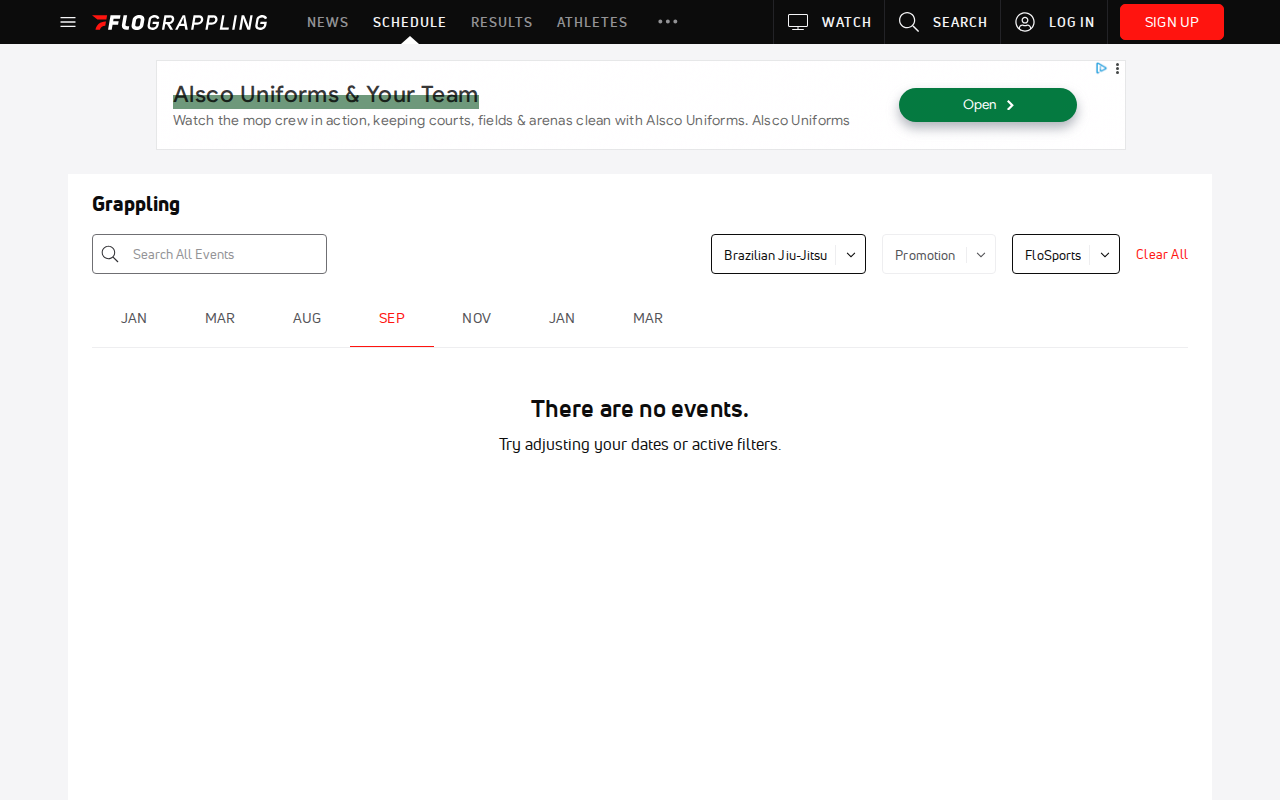 FLOGRAPPLING
NEWS
SCHEDULE
RESULTS
ATHLETES
WATCH
SEARCH
LOG IN
SIGN UP
Alsco Uniforms & Your Team
Watch the mop crew in action, keeping courts, fields & arenas clean with Alsco Uniforms. Alsco Uniforms
Open
Grappling
Search All Events
Brazilian Jiu-Jitsu
Promotion
FloSports
Clear All
JAN
MAR
AUG
SEP
NOV
JAN
MAR
There are no events.
Try adjusting your dates or active filters.